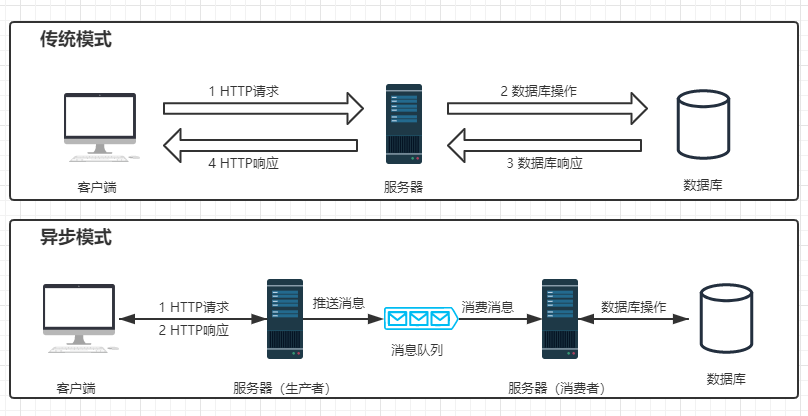 传统模式
1 HTTP请求
2 数据库操作
4 HTTP响应
3 数据库响应
客户端
服务器
数据库
异步模式
1 HTTP请求
推送消息
消费消息
数据库操作
2 HTTP响应
消息队列
客户端
服务器（生产者）
服务器（消费者）
数据库